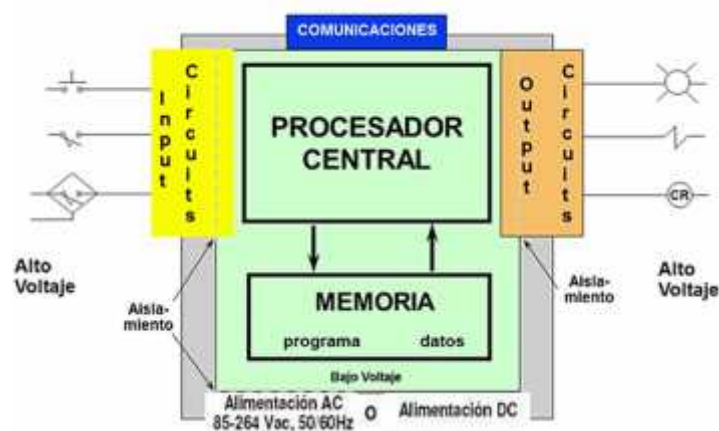 COMUNICACIONES
Input
Circuits
PROCESADOR
CENTRAL
Output
Circuits
CR
Alto
Voltaje
Aisla-
miento
MEMORIA
programa datos
Bajo Voltaje
Aisla-
miento
Alto
Voltaje
Alimentación AC
85-264 Vac, 50/60Hz
O
Alimentación DC